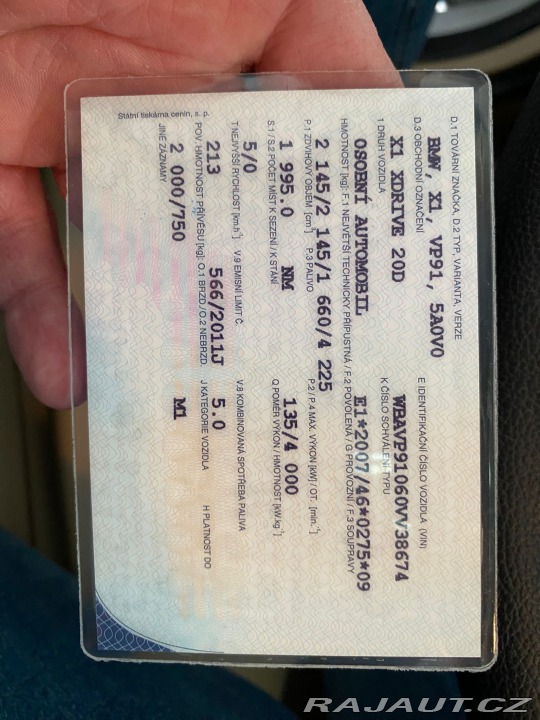 D.1 TOVÁRNÍ ZNAČKA, D.2 TYP, VARIANTA, VERZE
E IDENTIFIKAČNÍ ČÍSLO VOZIDLA (VIN)
BMW, X1 VP91, 5A0V0
WBAVP91060VV38674
D.3 OBCHODNÍ OZNAČENÍ
K ČÍSLO SCHVÁLENÍ TYPU
X1 XDRIVE 20D
E1*2007/46*0275*09
1 DRUH VOZIDLA
OSOBNÍ AUTOMOBIL
HMOTNOST [kg]: F.1 NEJVĚTŠÍ TECHNICKY PŘÍPUSTNÁ / F.2 POVOLENÁ / G PROVOZNÍ / F.3 SOUPRAVY
2 145/2 145/1 660/4 225
P.1 ZDVIHOVÝ OBJEM [cm³]
P.3 PALIVO
P.2 / P.4 MAX. VÝKON [kW] / OT. [min.⁻¹]
1 995.0
NM
135/4 000
S.1 / S.2 POČET MÍST K SEZENÍ / K STÁNÍ
Q POMĚR VÝKON / HMOTNOST [kW.kg⁻¹]
5/0
T NEJVYŠŠÍ RYCHLOST [km.h⁻¹]
V.9 EMISNÍ LIMIT Č.
V.8 KOMBINOVANÁ SPOTŘEBA PALIVA
213
566/2011J
5.0
POV. HMOTNOST PŘÍVĚSU [kg]: O.1 BRZD./O.2 NEBRZD.
J KATEGORIE VOZIDLA
H PLATNOST DO
2 000/750
M1
JINÉ ZÁZNAMY
Státní tiskárna cenin, s. p.
RAJAUT.CZ